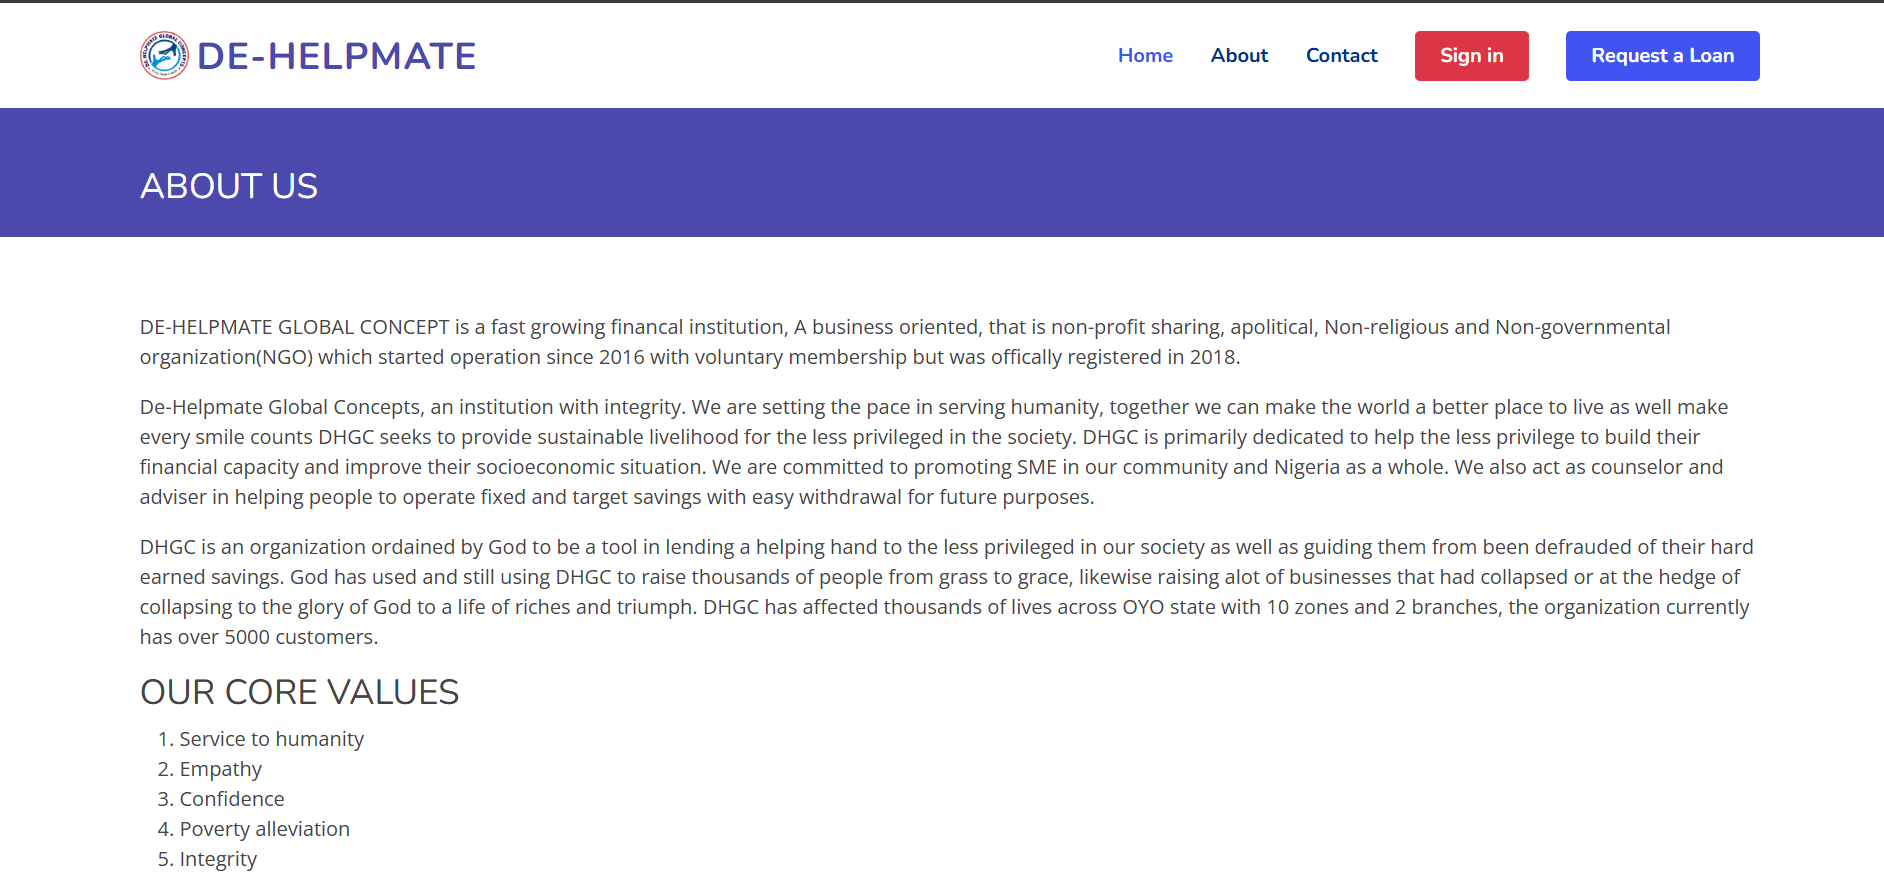 DE-HELPMATE
Home
About
Contact
Sign in
Request a Loan
ABOUT US
DE-HELPMATE GLOBAL CONCEPT is a fast growing financal institution, A business oriented, that is non-profit sharing, apolitical, Non-religious and Non-governmental
organization(NGO) which started operation since 2016 with voluntary membership but was offically registered in 2018.
De-Helpmate Global Concepts, an institution with integrity. We are setting the pace in serving humanity, together we can make the world a better place to live as well make
every smile counts DHGC seeks to provide sustainable livelihood for the less privileged in the society. DHGC is primarily dedicated to help the less privilege to build their
financial capacity and improve their socioeconomic situation. We are committed to promoting SME in our community and Nigeria as a whole. We also act as counselor and
adviser in helping people to operate fixed and target savings with easy withdrawal for future purposes.
DHGC is an organization ordained by God to be a tool in lending a helping hand to the less privileged in our society as well as guiding them from been defrauded of their hard
earned savings. God has used and still using DHGC to raise thousands of people from grass to grace, likewise raising alot of businesses that had collapsed or at the hedge of
collapsing to the glory of God to a life of riches and triumph. DHGC has affected thousands of lives across OYO state with 10 zones and 2 branches, the organization currently
has over 5000 customers.
OUR CORE VALUES
1. Service to humanity
2. Empathy
3. Confidence
4. Poverty alleviation
5. Integrity